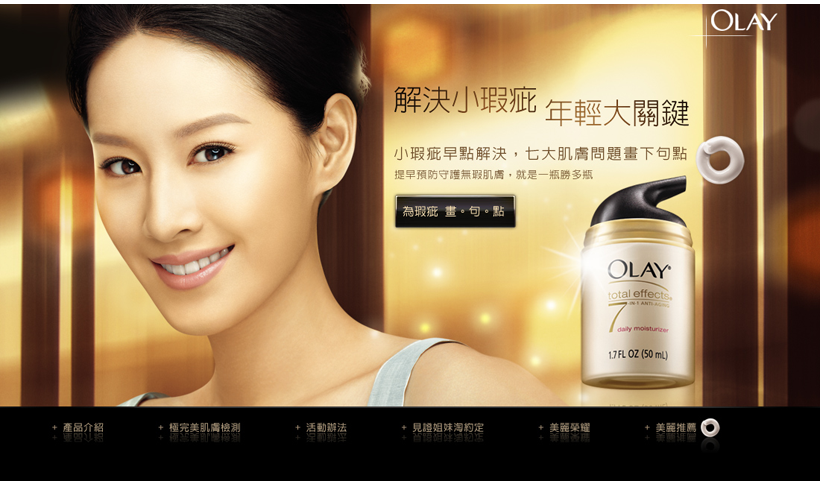 OLAY
解決小瑕疵 年輕大關鍵
小瑕疵早點解決，七大肌膚問題畫下句點
提早預防守護無瑕肌膚，就是一瓶勝多瓶
為瑕疵 畫。句。點
OLAY
total effects
7 IN 1 ANTI-AGING
daily moisturizer
1.7 FL OZ (50 mL)
+ 產品介紹 + 極完美肌膚檢測 + 活動辦法 + 見證姐妹淘約定 + 美麗榮耀 + 美麗推薦